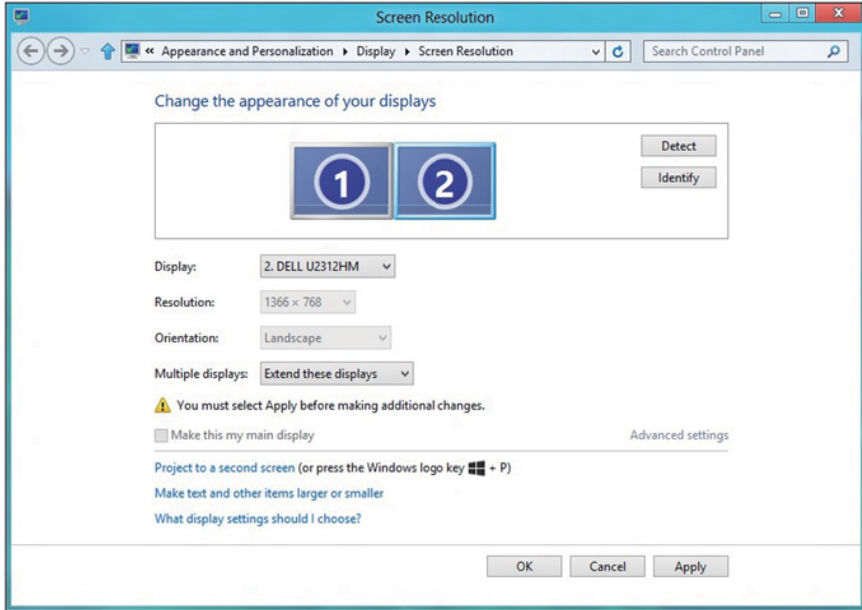 Screen Resolution
« Appearance and Personalization Display Screen Resolution Search Control Panel
Change the appearance of your displays
1 2
Detect
Identify
Display: 2. DELL U2312HM
Resolution: 1366 × 768
Orientation: Landscape
Multiple displays: Extend these displays
You must select Apply before making additional changes.
Make this my main display Advanced settings
Project to a second screen (or press the Windows logo key + P)
Make text and other items larger or smaller
What display settings should I choose?
OK Cancel Apply